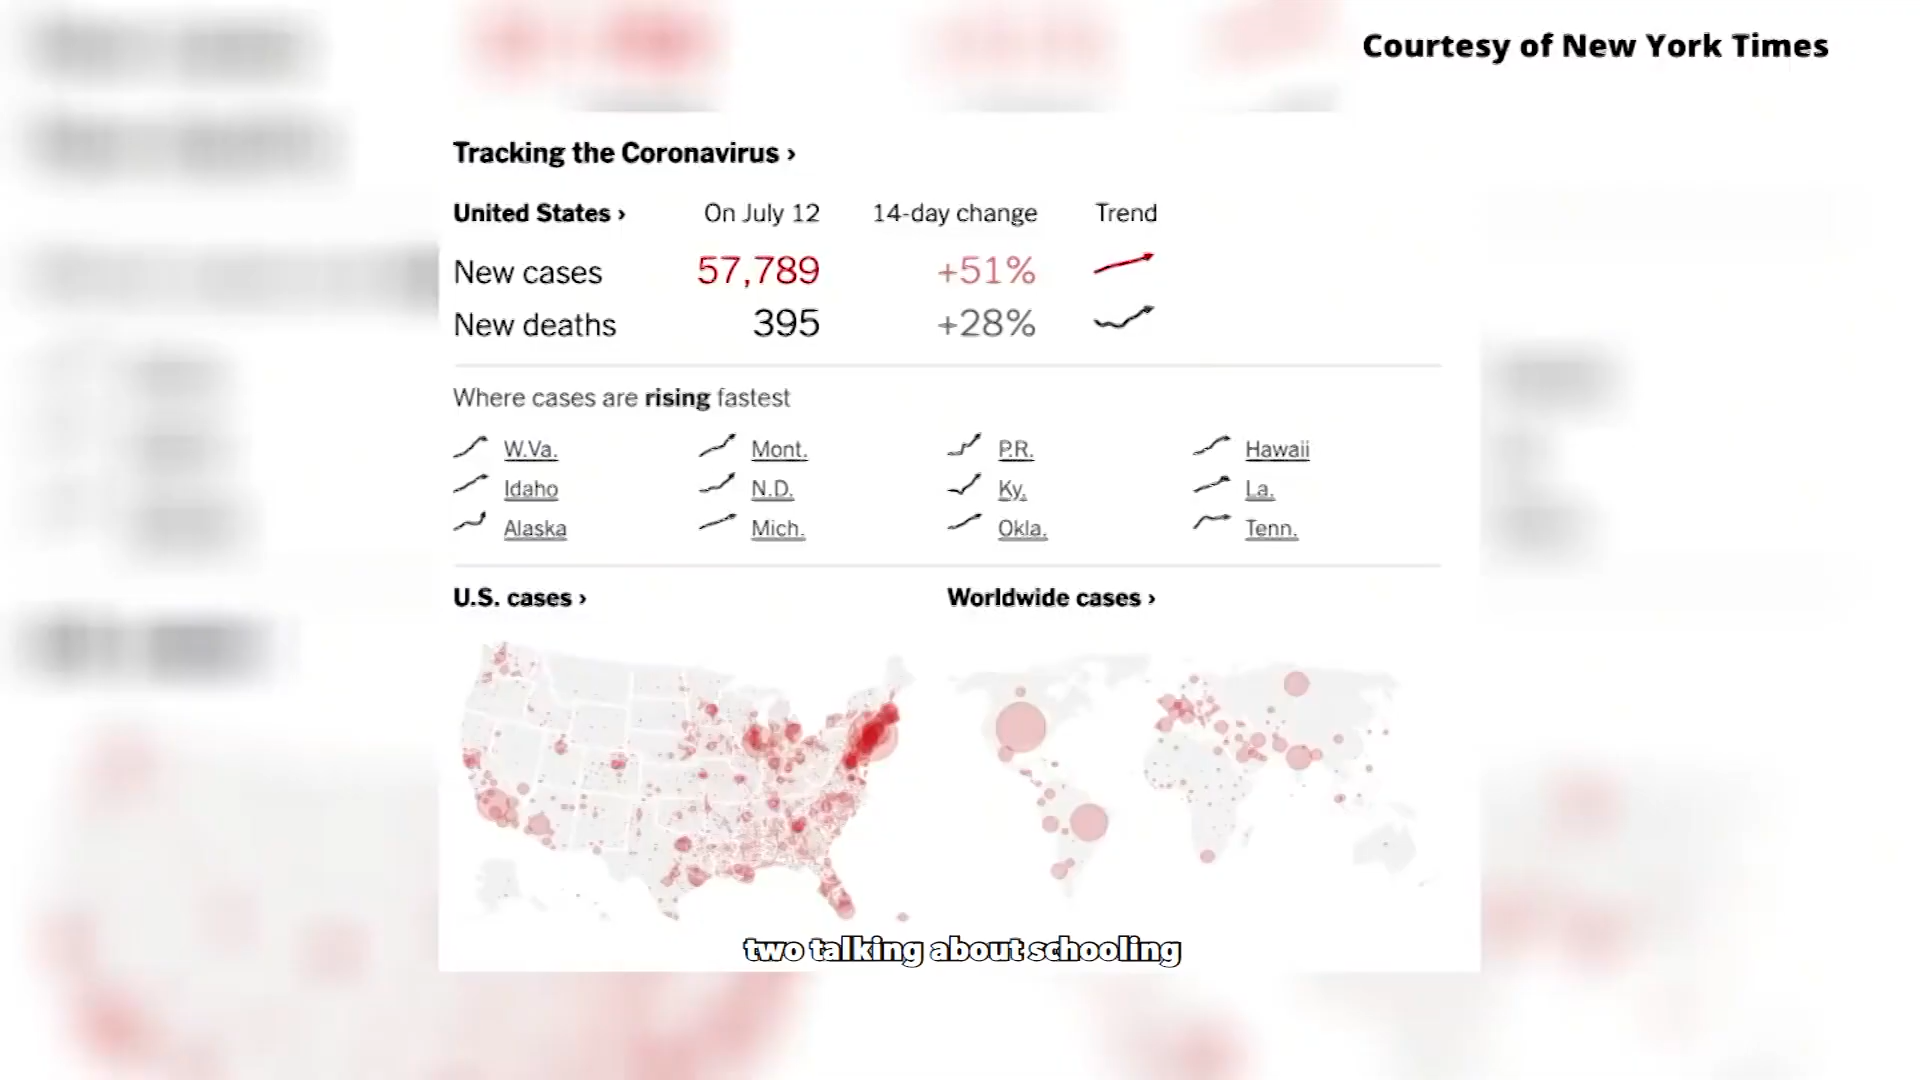 Courtesy of New York Times
Tracking the Coronavirus ›
United States › On July 12 14-day change Trend
New cases 57,789 +51%
New deaths 395 +28%
Where cases are rising fastest
W.Va. Mont. P.R. Hawaii
Idaho N.D. Ky. La.
Alaska Mich. Okla. Tenn.
U.S. cases › Worldwide cases ›
two talking about schooling